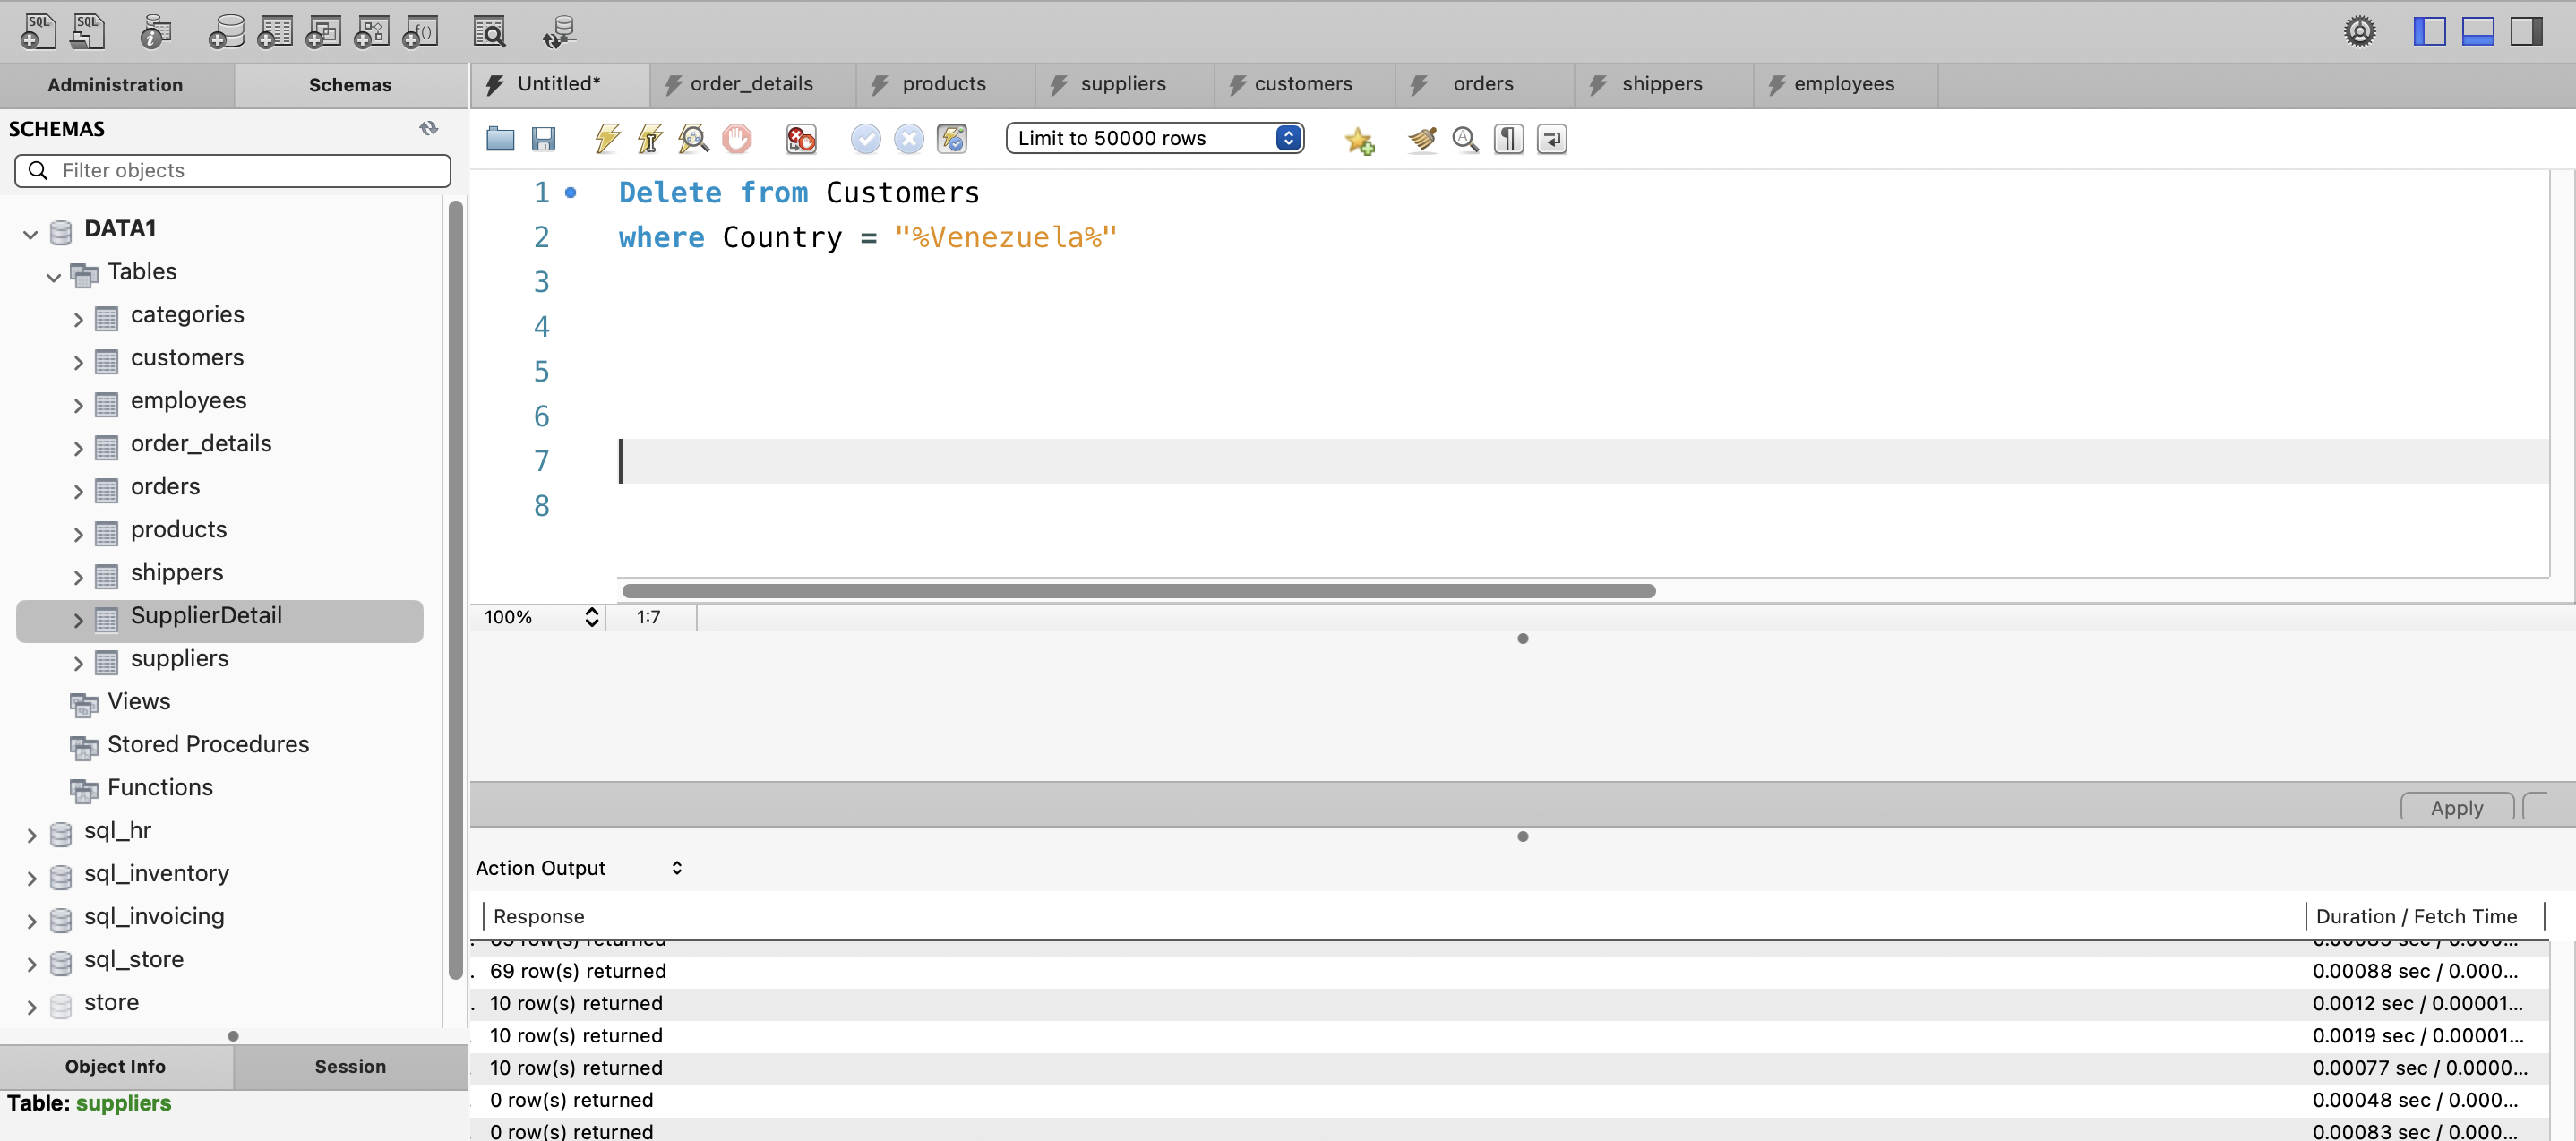 SQL
SQL
f()
Administration
Schemas
Untitled*
order_details
products
suppliers
customers
orders
shippers
employees
SCHEMAS
Filter objects
Limit to 50000 rows
DATA1
Tables
categories
customers
employees
order_details
orders
products
shippers
SupplierDetail
suppliers
Views
Stored Procedures
Functions
sql_hr
sql_inventory
sql_invoicing
sql_store
store
Object Info
Session
Table: suppliers
1 Delete from Customers
2 where Country = "%Venezuela%"
3
4
5
6
7
8
100%
1:7
Apply
Action Output
Response
Duration / Fetch Time
69 row(s) returned
0.00088 sec / 0.000...
10 row(s) returned
0.0012 sec / 0.00001...
10 row(s) returned
0.0019 sec / 0.00001...
10 row(s) returned
0.00077 sec / 0.0000...
0 row(s) returned
0.00048 sec / 0.000...
0 row(s) returned
0.00083 sec / 0.000...